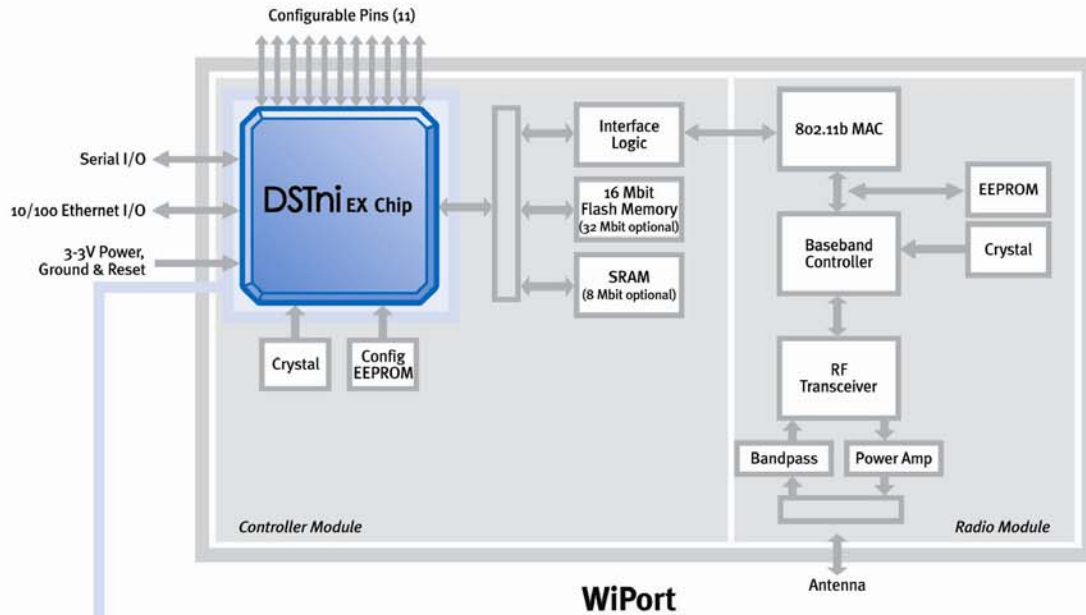 Configurable Pins (11)
Serial I/O
10/100 Ethernet I/O
3-3V Power,
Ground & Reset
DSTni EX Chip
Crystal
Config
EEPROM
Interface
Logic
16 Mbit
Flash Memory
(32 Mbit optional)
SRAM
(8 Mbit optional)
Controller Module
802.11b MAC
EEPROM
Baseband
Controller
Crystal
RF
Transceiver
Bandpass
Power Amp
Radio Module
Antenna
WiPort